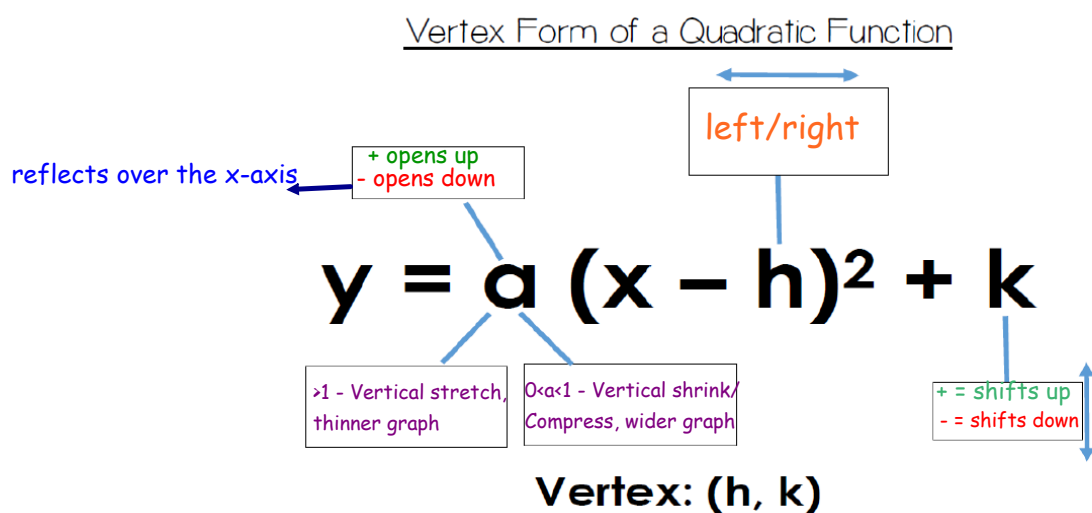 Vertex Form of a Quadratic Function
left/right
+ opens up
- opens down
reflects over the x-axis
y = a (x – h)² + k
>1 - Vertical stretch,
thinner graph
0<a<1 - Vertical shrink/
Compress, wider graph
+ = shifts up
- = shifts down
Vertex: (h, k)